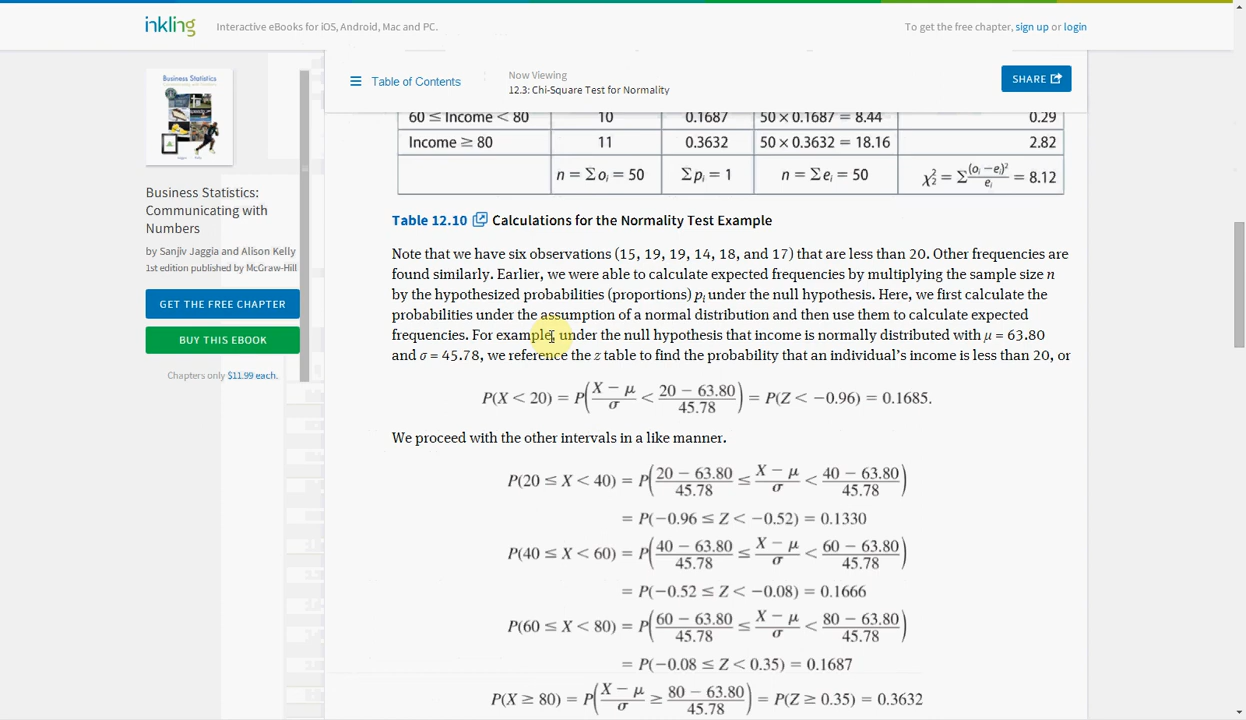 inkling Interactive eBooks for iOS, Android, Mac and PC. To get the free chapter, sign up or login
Business Statistics
Jaggia Kelly
Business Statistics:
Communicating with
Numbers
by Sanjiv Jaggia and Alison Kelly
1st edition published by McGraw-Hill
GET THE FREE CHAPTER
BUY THIS EBOOK
Chapters only $11.99 each.
Table of Contents
Now Viewing
12.3: Chi-Square Test for Normality
SHARE
60 ≤ Income < 80 10 0.1687 50 × 0.1687 = 8.44 0.29
Income ≥ 80 11 0.3632 50 × 0.3632 = 18.16 2.82
n = Σoᵢ = 50 Σpᵢ = 1 n = Σeᵢ = 50 χ²₂ = Σ(oᵢ − eᵢ)²/eᵢ = 8.12
Table 12.10 Calculations for the Normality Test Example
Note that we have six observations (15, 19, 19, 14, 18, and 17) that are less than 20. Other frequencies are
found similarly. Earlier, we were able to calculate expected frequencies by multiplying the sample size n
by the hypothesized probabilities (proportions) pᵢ under the null hypothesis. Here, we first calculate the
probabilities under the assumption of a normal distribution and then use them to calculate expected
frequencies. For example, under the null hypothesis that income is normally distributed with μ = 63.80
and σ = 45.78, we reference the z table to find the probability that an individual's income is less than 20, or
P(X < 20) = P((X − μ)/σ < (20 − 63.80)/45.78) = P(Z < −0.96) = 0.1685.
We proceed with the other intervals in a like manner.
P(20 ≤ X < 40) = P((20 − 63.80)/45.78 ≤ (X − μ)/σ < (40 − 63.80)/45.78)
= P(−0.96 ≤ Z < −0.52) = 0.1330
P(40 ≤ X < 60) = P((40 − 63.80)/45.78 ≤ (X − μ)/σ < (60 − 63.80)/45.78)
= P(−0.52 ≤ Z < −0.08) = 0.1666
P(60 ≤ X < 80) = P((60 − 63.80)/45.78 ≤ (X − μ)/σ < (80 − 63.80)/45.78)
= P(−0.08 ≤ Z < 0.35) = 0.1687
P(X ≥ 80) = P((X − μ)/σ ≥ (80 − 63.80)/45.78) = P(Z ≥ 0.35) = 0.3632